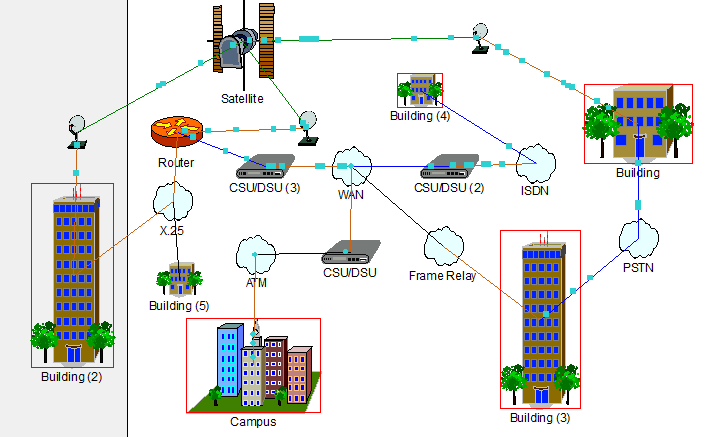 Satellite
Building (4)
Router
Building
CSU/DSU (3)
WAN
CSU/DSU (2)
ISDN
X.25
CSU/DSU
ATM
Frame Relay
PSTN
Building (5)
Building (2)
Campus
Building (3)